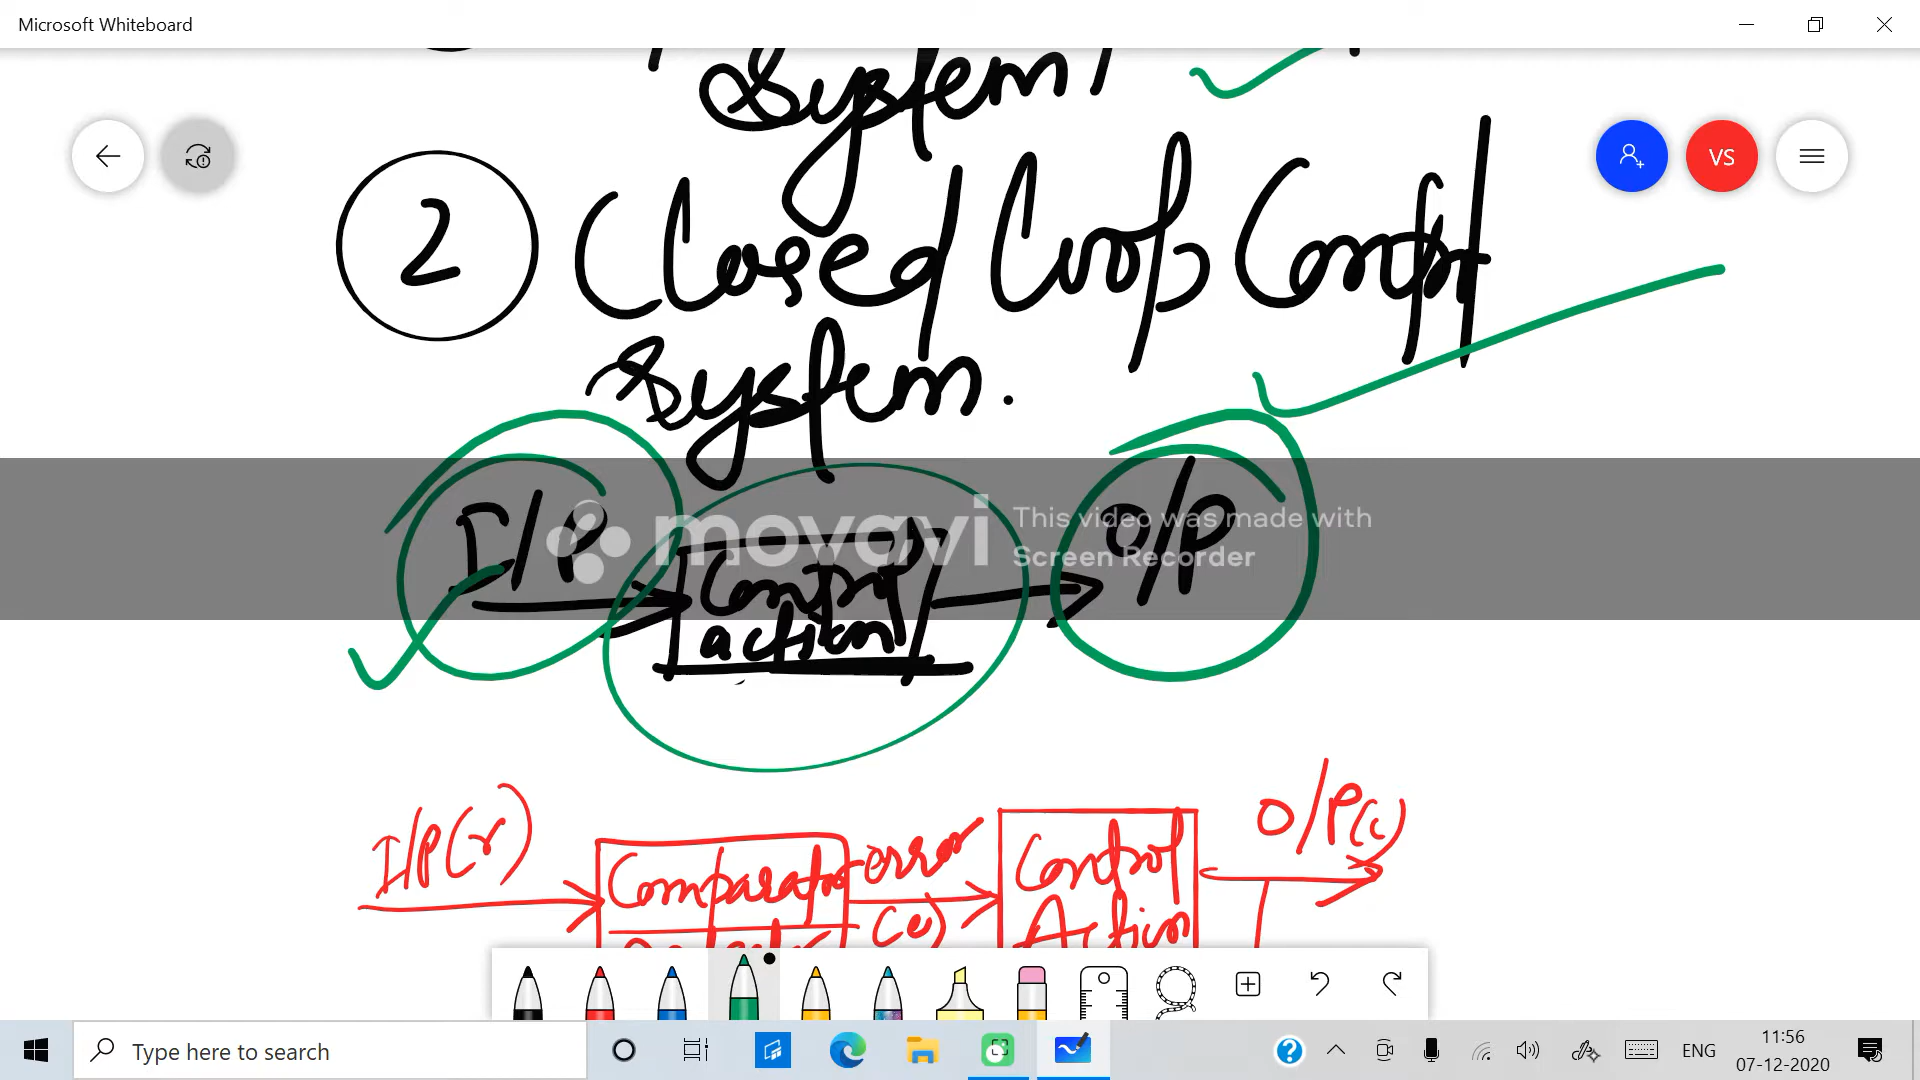 Microsoft Whiteboard
System
VS
2 Closed Loop Control
System.
I/P O/P
movavi This video was made with
Screen Recorder
Control
action
I/P(r) O/P(c)
Comparator error Control
(e) Action
Type here to search
ENG
11:56
07-12-2020